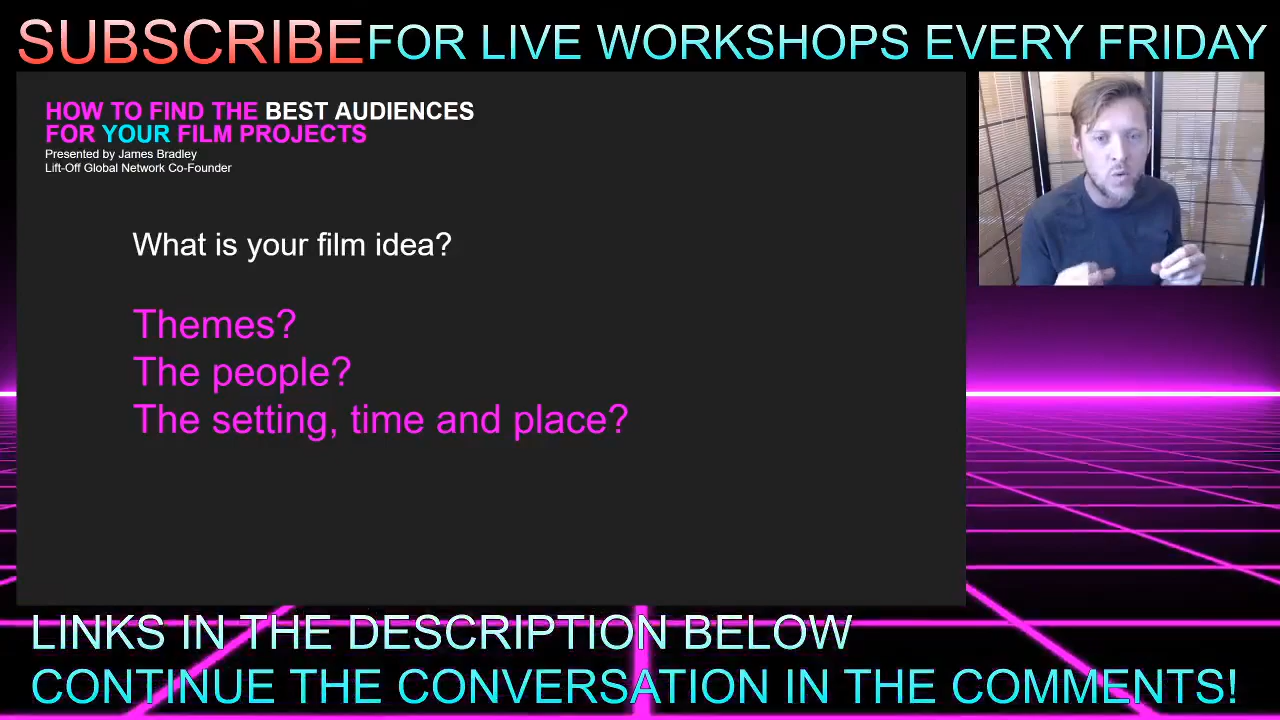 SUBSCRIBE FOR LIVE WORKSHOPS EVERY FRIDAY
HOW TO FIND THE BEST AUDIENCES
FOR YOUR FILM PROJECTS
Presented by James Bradley
Lift-Off Global Network Co-Founder
What is your film idea?
Themes?
The people?
The setting, time and place?
LINKS IN THE DESCRIPTION BELOW
CONTINUE THE CONVERSATION IN THE COMMENTS!